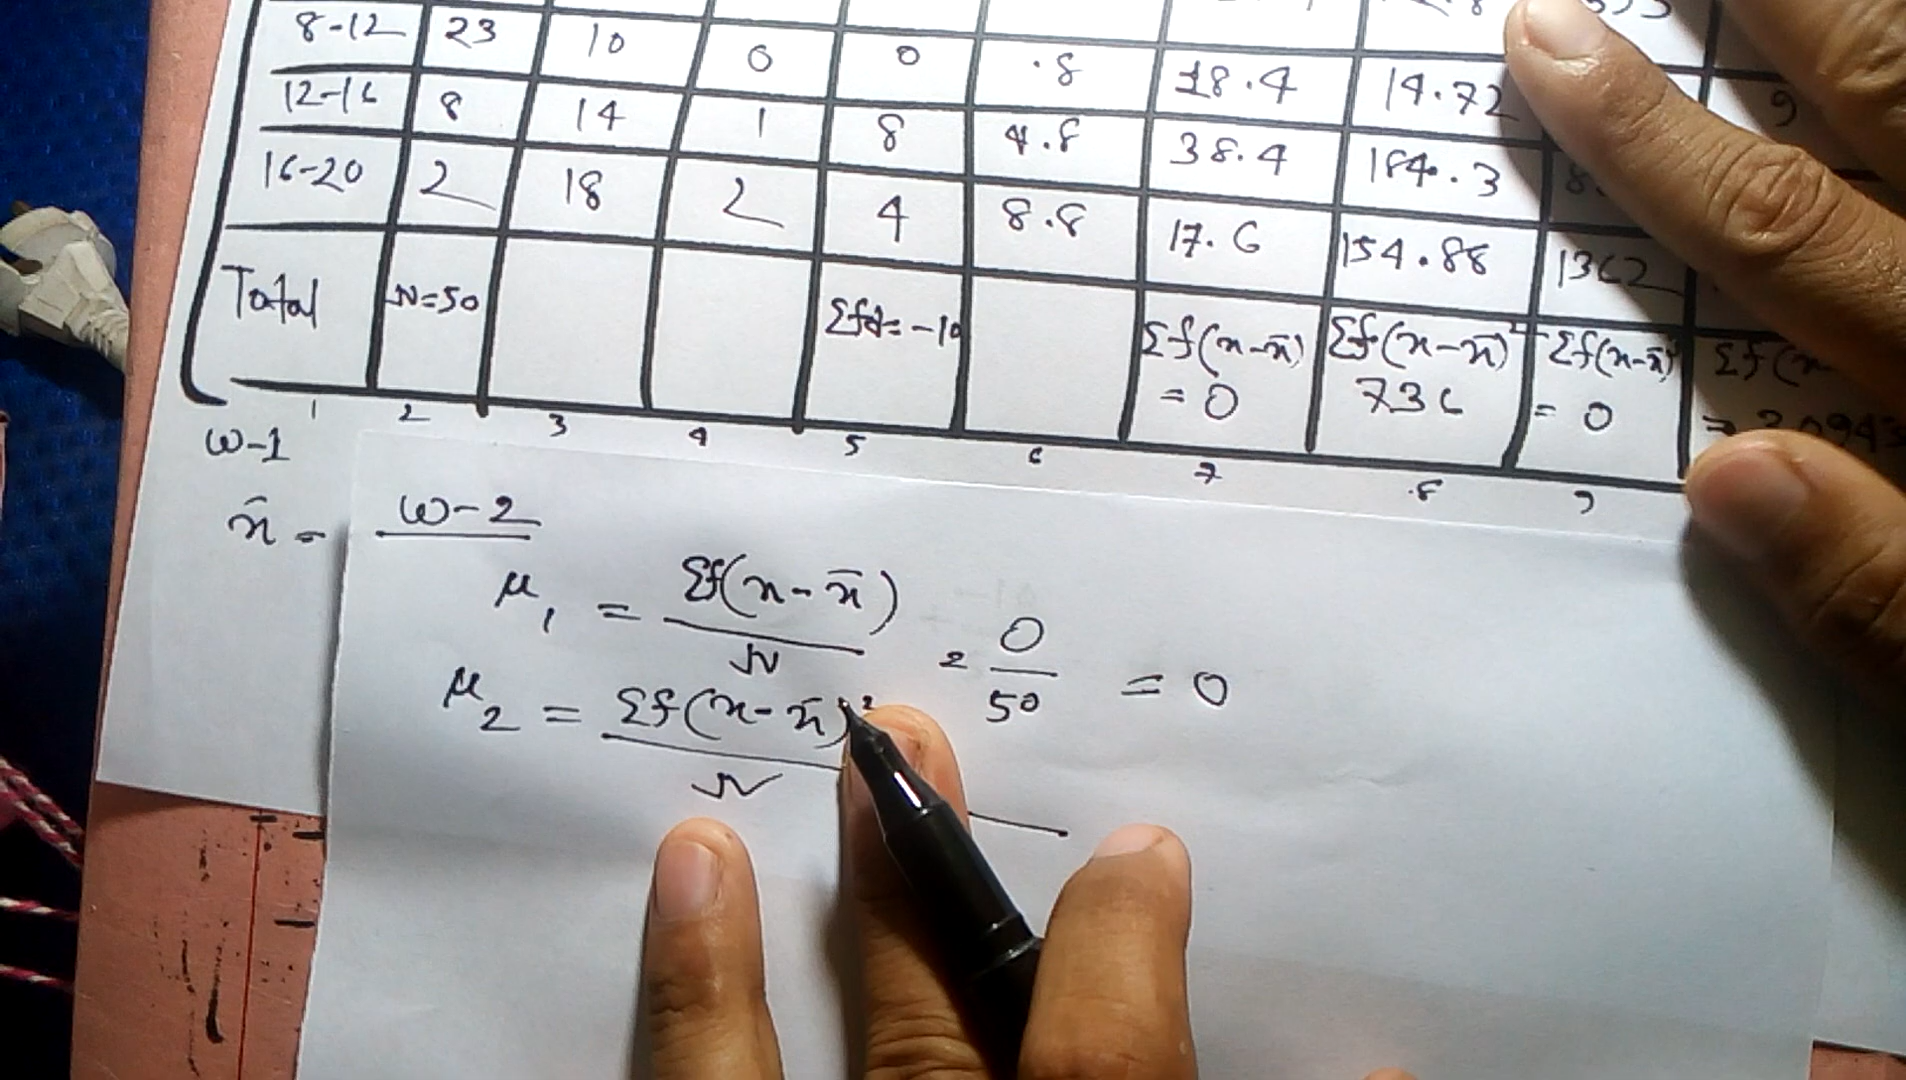 8-12 23 10 0 0 .8 18.4 14.72
12-16 8 14 1 8 4.8 38.4 184.3
16-20 2 18 2 4 8.8 17.6 154.88 1362
Total N=50 Σfd=-10 Σf(x-x̄) = 0 Σf(x-x̄)² 736 Σf(x-x̄)³ = 0
1 2 3 4 5 6 7 8 9
w-1
x̄ =
w-2
μ₁ = Σf(x-x̄) / N = 0 / 50 = 0
μ₂ = Σf(x-x̄)² / N